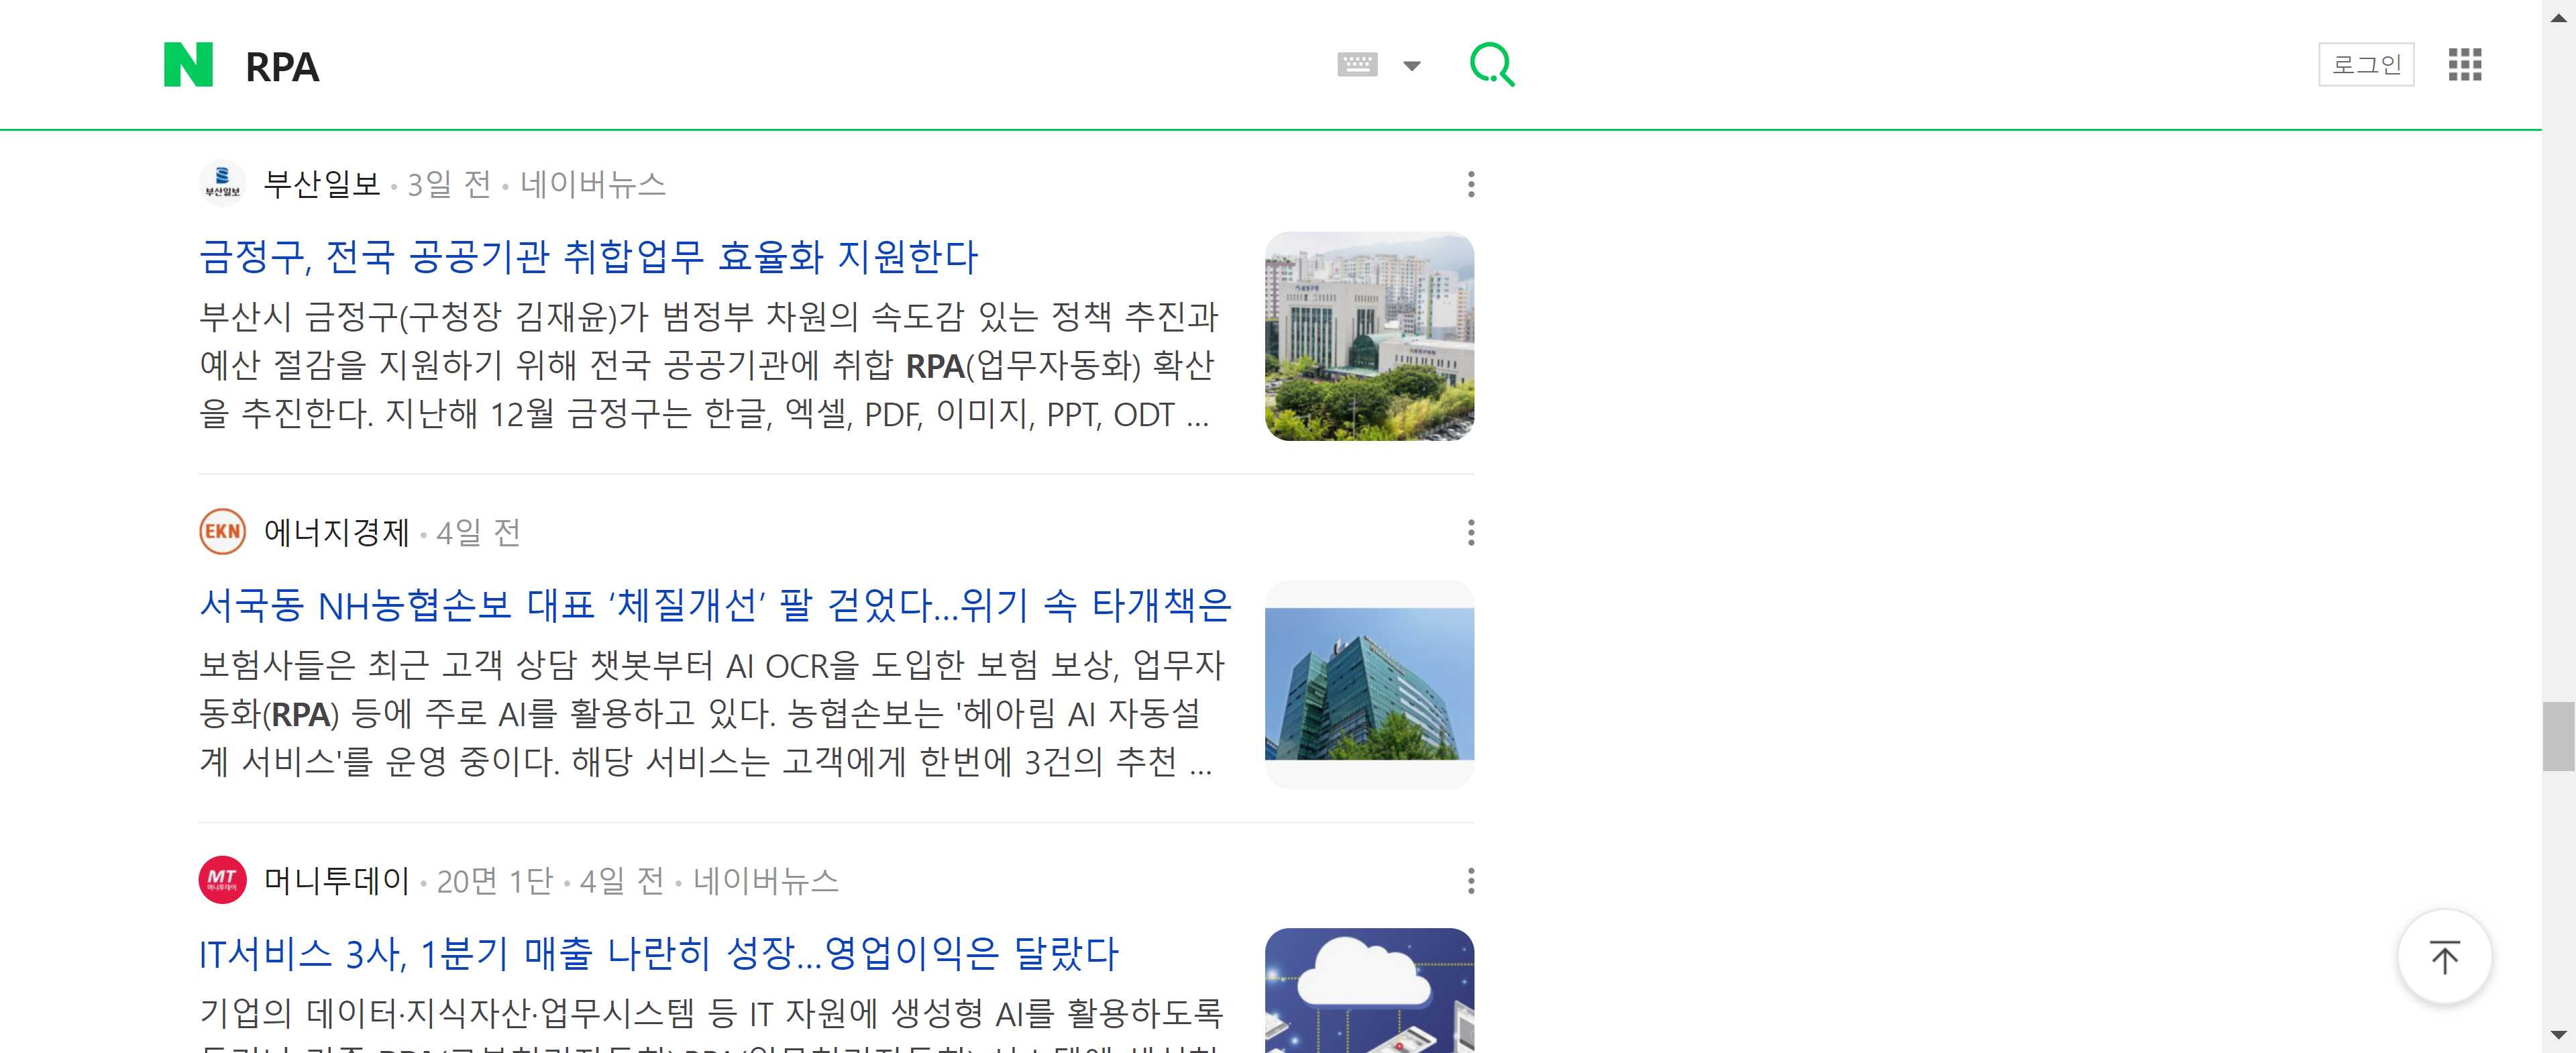 N RPA
로그인
부산일보
부산일보 • 3일 전 • 네이버뉴스
금정구, 전국 공공기관 취합업무 효율화 지원한다
부산시 금정구(구청장 김재윤)가 범정부 차원의 속도감 있는 정책 추진과
예산 절감을 지원하기 위해 전국 공공기관에 취합 RPA(업무자동화) 확산
을 추진한다. 지난해 12월 금정구는 한글, 엑셀, PDF, 이미지, PPT, ODT ...
EKN
에너지경제 • 4일 전
서국동 NH농협손보 대표 ‘체질개선’ 팔 걷었다...위기 속 타개책은
보험사들은 최근 고객 상담 챗봇부터 AI OCR을 도입한 보험 보상, 업무자
동화(RPA) 등에 주로 AI를 활용하고 있다. 농협손보는 '헤아림 AI 자동설
계 서비스'를 운영 중이다. 해당 서비스는 고객에게 한번에 3건의 추천 ...
MT
머니투데이
머니투데이 • 20면 1단 • 4일 전 • 네이버뉴스
IT서비스 3사, 1분기 매출 나란히 성장...영업이익은 달랐다
기업의 데이터·지식자산·업무시스템 등 IT 자원에 생성형 AI를 활용하도록